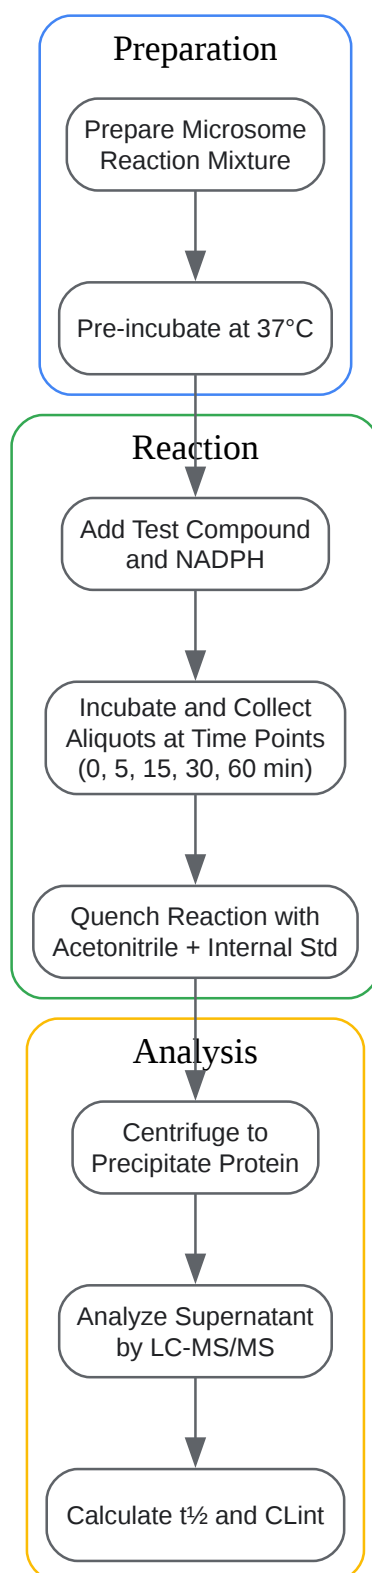 Preparation
Prepare Microsome
Reaction Mixture
Pre-incubate at 37°C
Reaction
Add Test Compound
and NADPH
Incubate and Collect
Aliquots at Time Points
(0, 5, 15, 30, 60 min)
Quench Reaction with
Acetonitrile + Internal Std
Analysis
Centrifuge to
Precipitate Protein
Analyze Supernatant
by LC-MS/MS
Calculate t½ and CLint